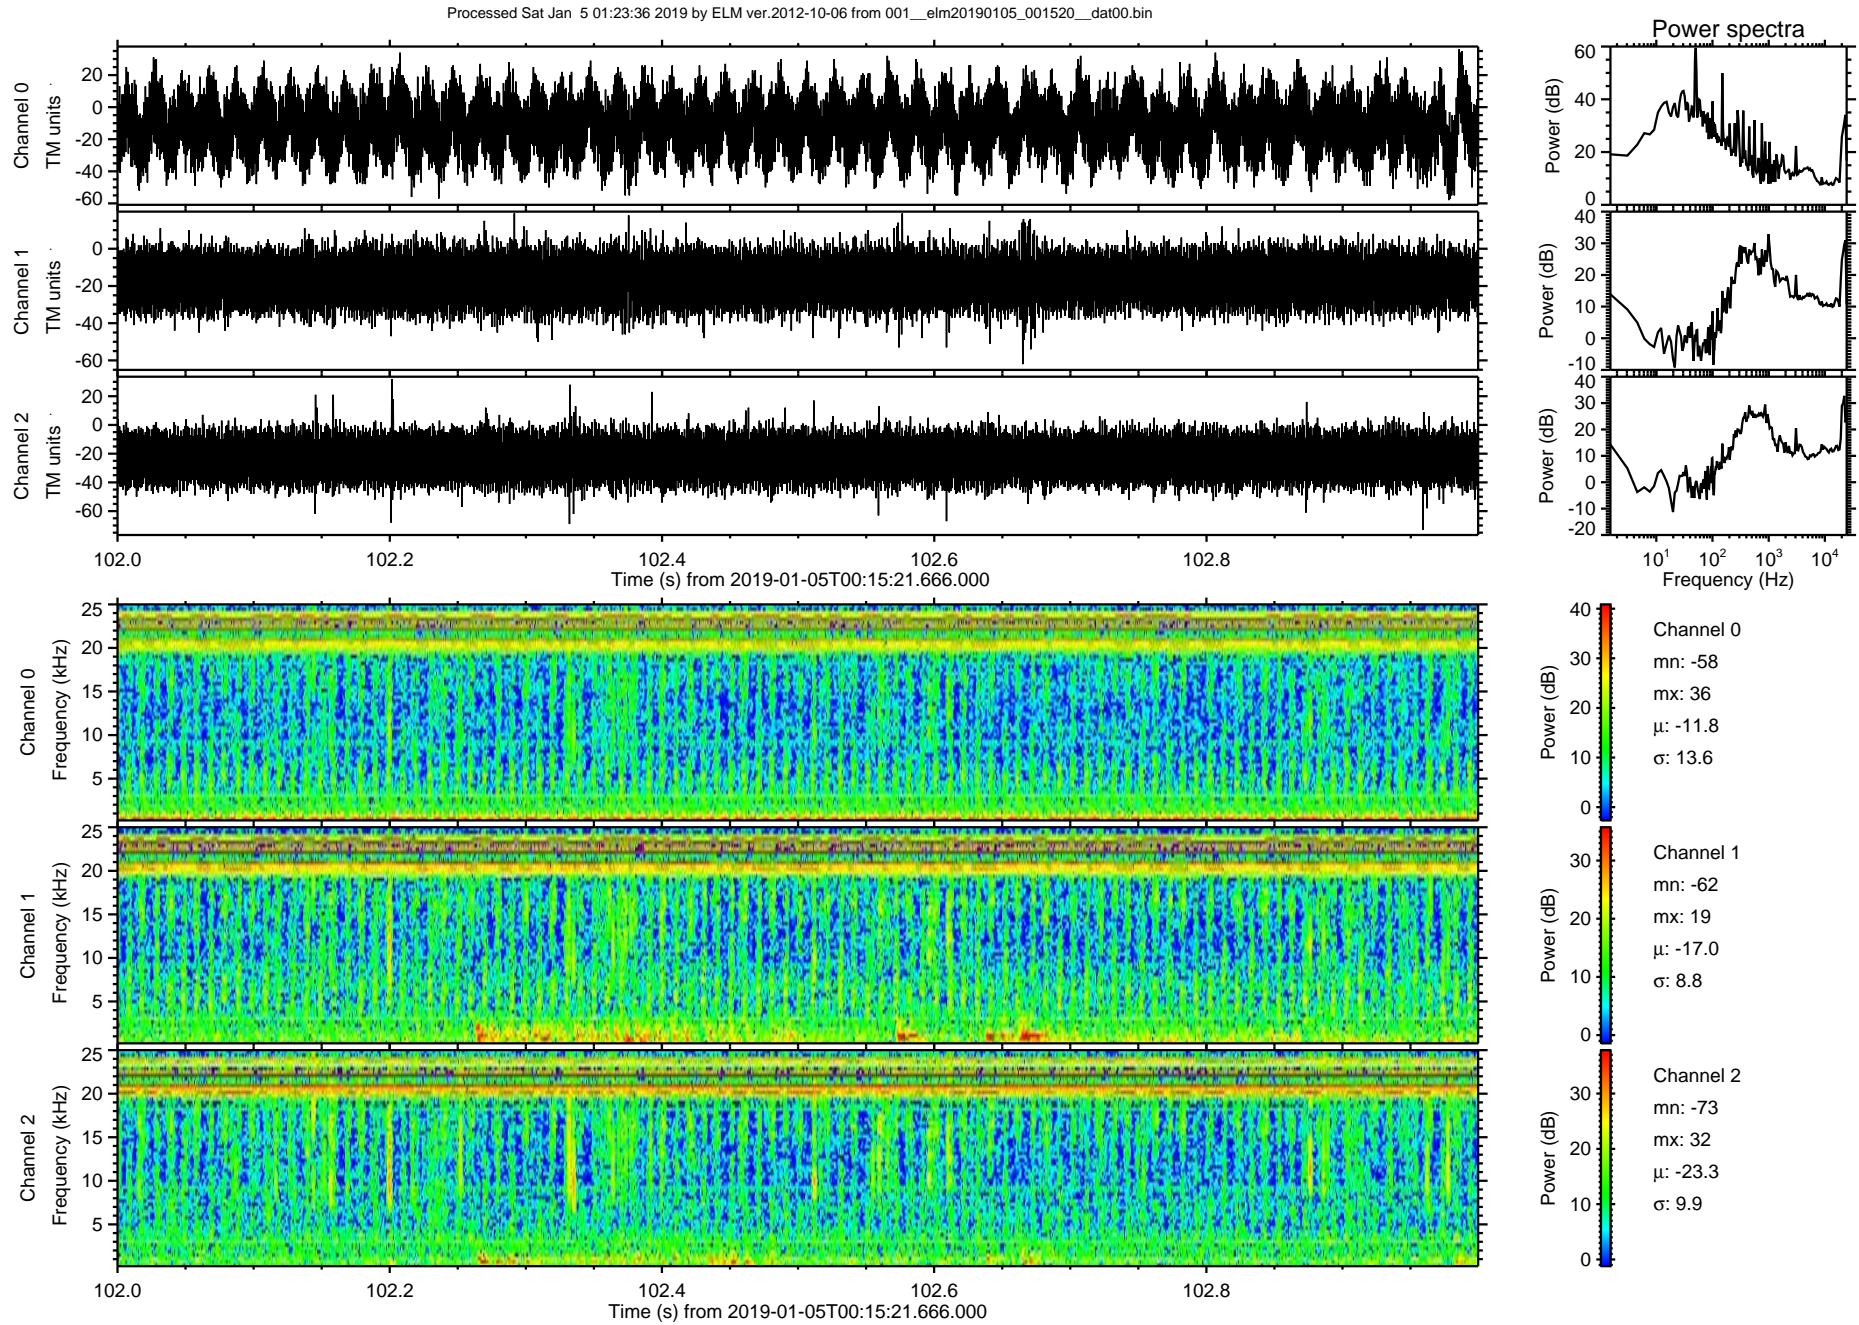 Processed Sat Jan  5 01:23:36 2019 by ELM ver.2012-10-06 from 001__elm20190105_001520__dat00.bin
Power spectra
Channel 0
TM units
20
0
-20
-40
-60
Power (dB)
60
40
20
0
Channel 1
TM units
0
-20
-40
-60
Power (dB)
40
30
20
10
0
-10
Channel 2
TM units
20
0
-20
-40
-60
Power (dB)
40
30
20
10
0
-10
-20
102.0
102.2
102.4
102.6
102.8
Time (s) from 2019-01-05T00:15:21.666.000
10¹
10²
10³
10⁴
Frequency (Hz)
Channel 0
Frequency (kHz)
25
20
15
10
5
Power (dB)
40
30
20
10
0
Channel 0
mn: -58
mx: 36
μ: -11.8
σ: 13.6
Channel 1
Frequency (kHz)
25
20
15
10
5
Power (dB)
30
20
10
0
Channel 1
mn: -62
mx: 19
μ: -17.0
σ: 8.8
Channel 2
Frequency (kHz)
25
20
15
10
5
Power (dB)
30
20
10
0
Channel 2
mn: -73
mx: 32
μ: -23.3
σ: 9.9
102.0
102.2
102.4
102.6
102.8
Time (s) from 2019-01-05T00:15:21.666.000